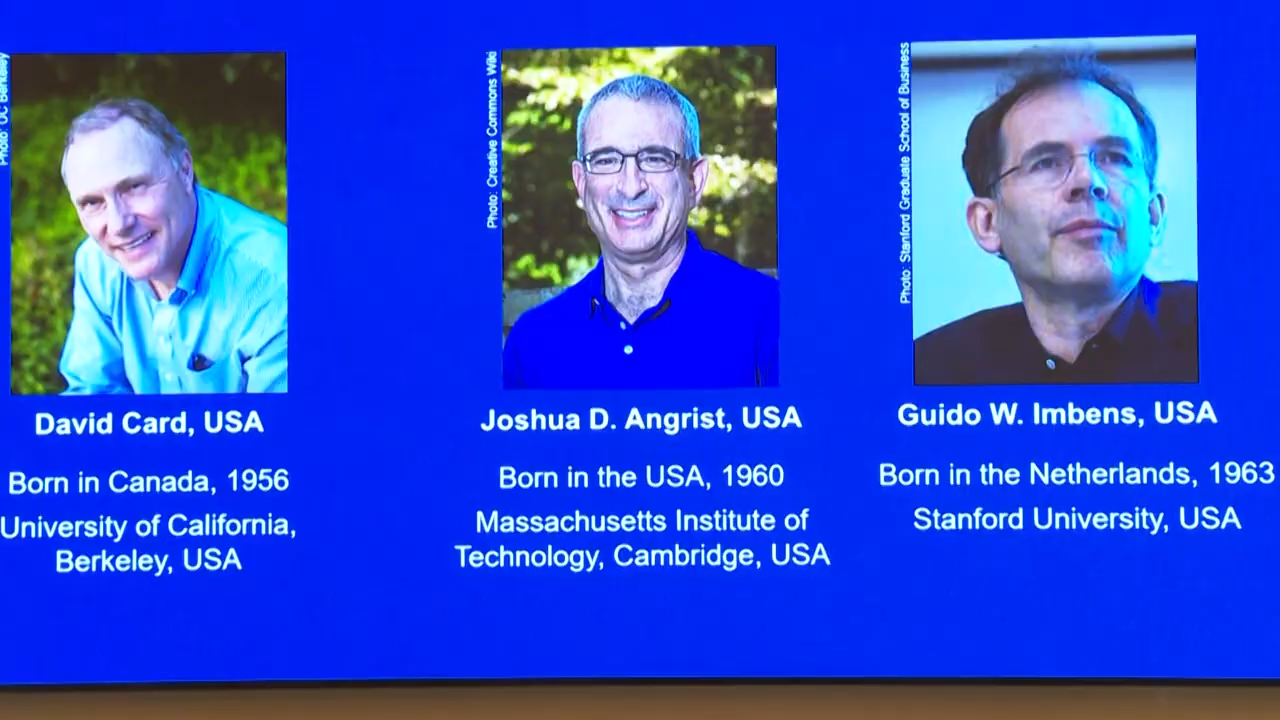 Photo: UC Berkeley
David Card, USA
Born in Canada, 1956
University of California,
Berkeley, USA
Photo: Creative Commons Wiki
Joshua D. Angrist, USA
Born in the USA, 1960
Massachusetts Institute of
Technology, Cambridge, USA
Photo: Stanford Graduate School of Business
Guido W. Imbens, USA
Born in the Netherlands, 1963
Stanford University, USA